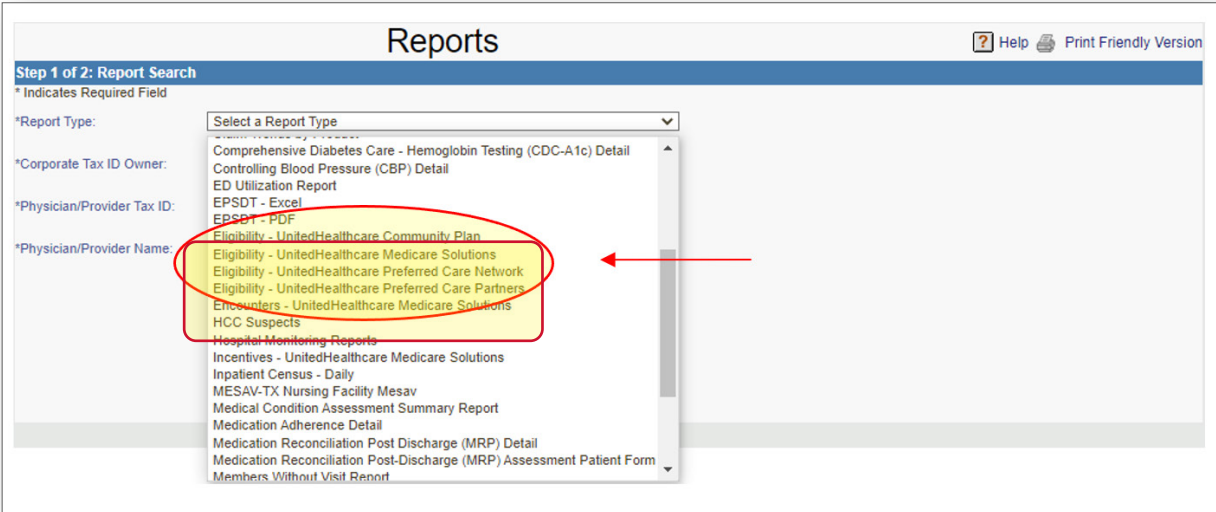 Reports
? Help Print Friendly Version
Step 1 of 2: Report Search
* Indicates Required Field
*Report Type:
Select a Report Type
*Corporate Tax ID Owner:
*Physician/Provider Tax ID:
*Physician/Provider Name:
Claim Trends by Product
Comprehensive Diabetes Care - Hemoglobin Testing (CDC-A1c) Detail
Controlling Blood Pressure (CBP) Detail
ED Utilization Report
EPSDT - Excel
EPSDT - PDF
Eligibility - UnitedHealthcare Community Plan
Eligibility - UnitedHealthcare Medicare Solutions
Eligibility - UnitedHealthcare Preferred Care Network
Eligibility - UnitedHealthcare Preferred Care Partners
Encounters - UnitedHealthcare Medicare Solutions
HCC Suspects
Hospital Monitoring Reports
Incentives - UnitedHealthcare Medicare Solutions
Inpatient Census - Daily
MESAV-TX Nursing Facility Mesav
Medical Condition Assessment Summary Report
Medication Adherence Detail
Medication Reconciliation Post Discharge (MRP) Detail
Medication Reconciliation Post-Discharge (MRP) Assessment Patient Form
Members Without Visit Report